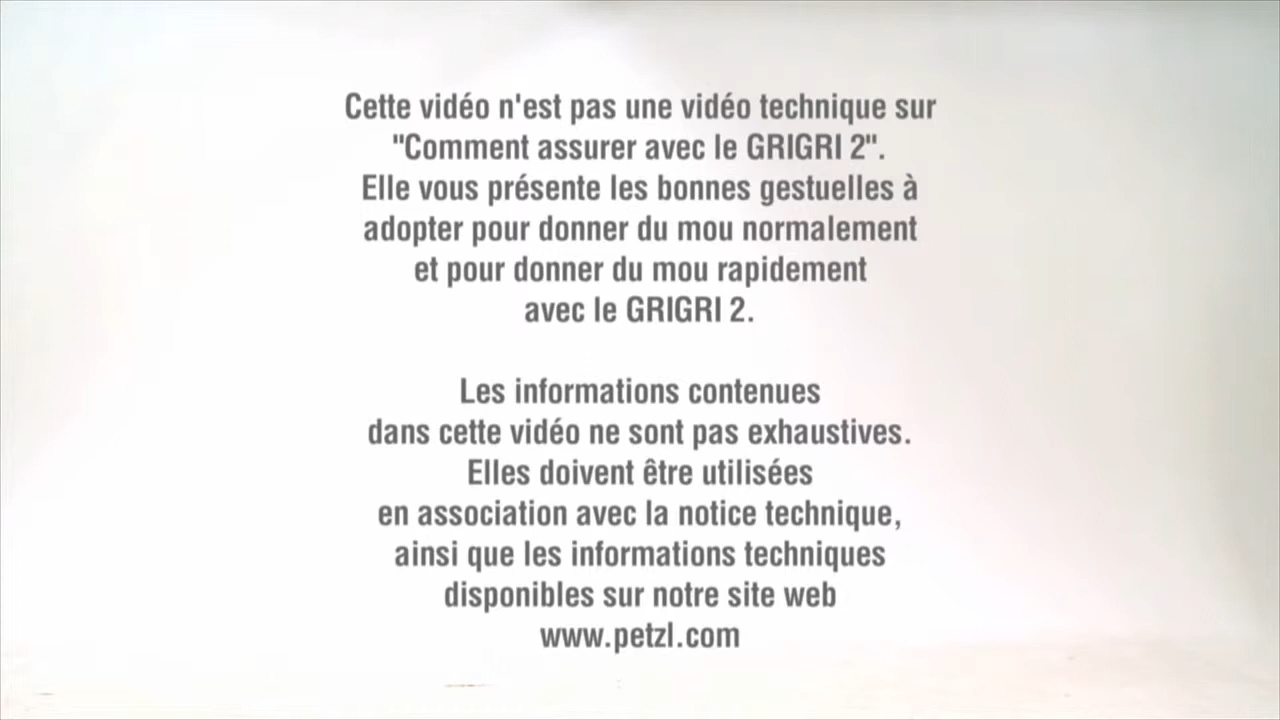 Cette vidéo n'est pas une vidéo technique sur
"Comment assurer avec le GRIGRI 2".
Elle vous présente les bonnes gestuelles à
adopter pour donner du mou normalement
et pour donner du mou rapidement
avec le GRIGRI 2.
Les informations contenues
dans cette vidéo ne sont pas exhaustives.
Elles doivent être utilisées
en association avec la notice technique,
ainsi que les informations techniques
disponibles sur notre site web
www.petzl.com